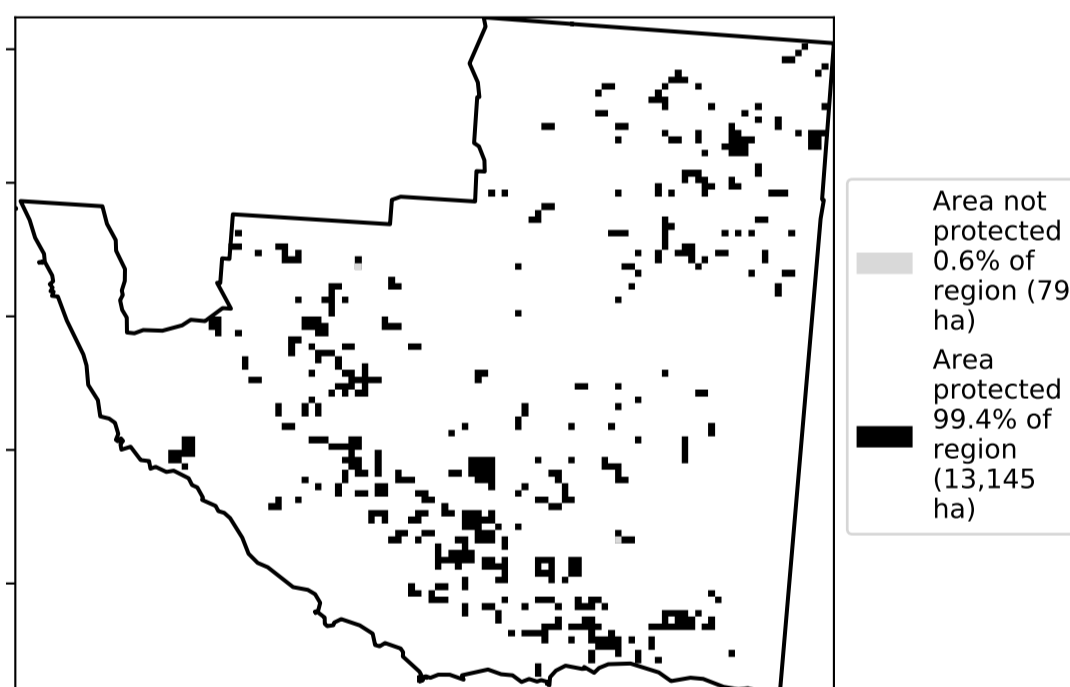 Area not
protected
0.6% of
region (79
ha)
Area
protected
99.4% of
region
(13,145
ha)